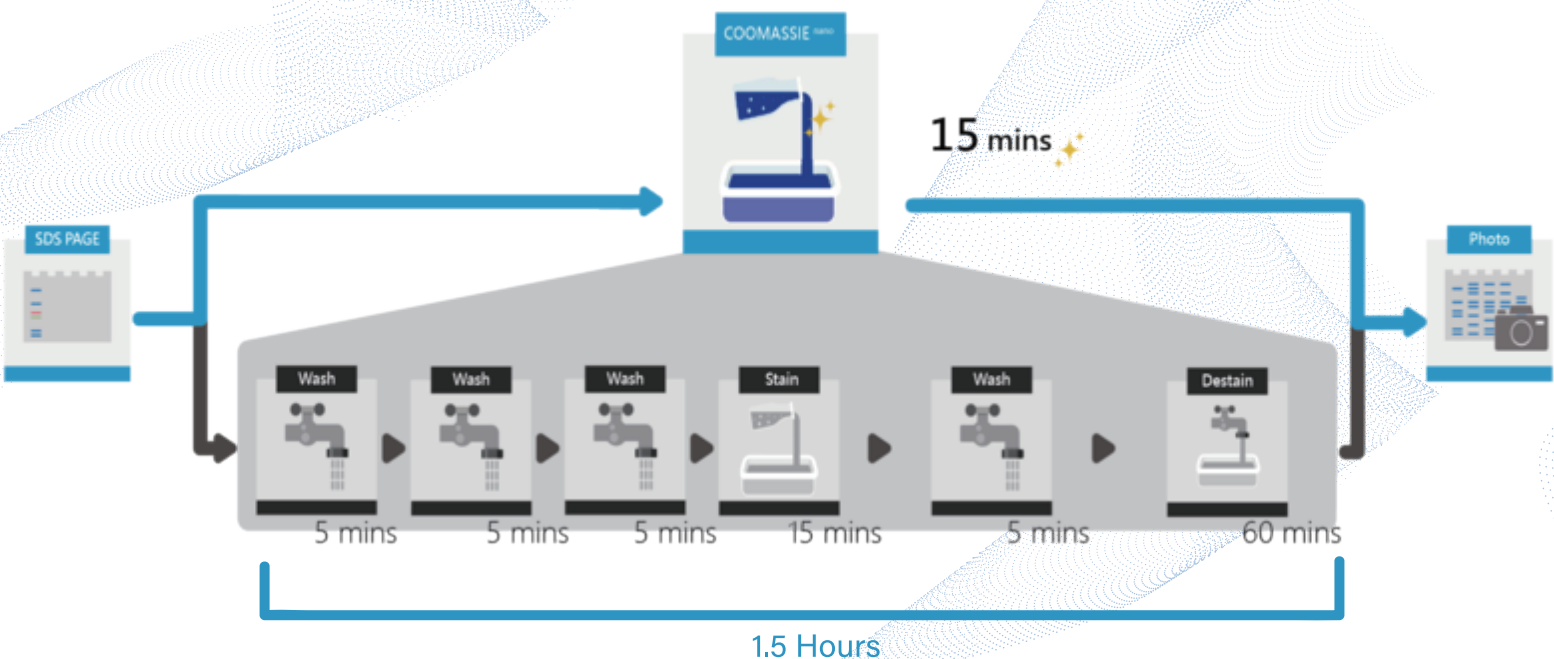 COOMASSIE nano
15 mins
SDS PAGE
Photo
Wash
Wash
Wash
Stain
Wash
Destain
5 mins
5 mins
5 mins
15 mins
5 mins
60 mins
1.5 Hours